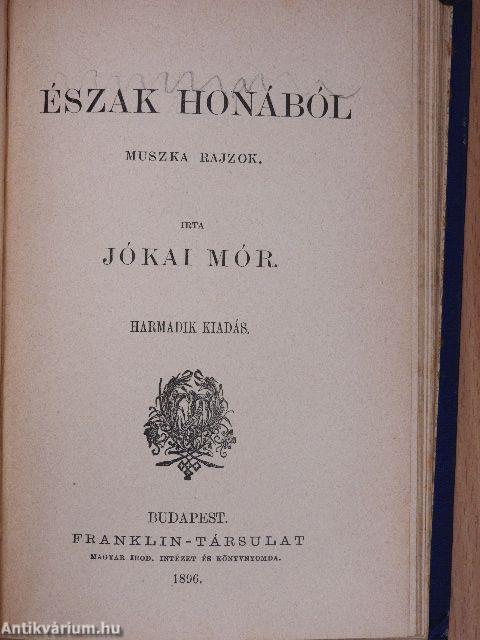 ÉSZAK HONÁBÓL
MUSZKA RAJZOK.
IRTA
JÓKAI MÓR.
HARMADIK KIADÁS.
BUDAPEST.
FRANKLIN-TÁRSULAT
MAGYAR IROD. INTÉZET ÉS KÖNYVNYOMDA.
1896.
Antikvárium.hu